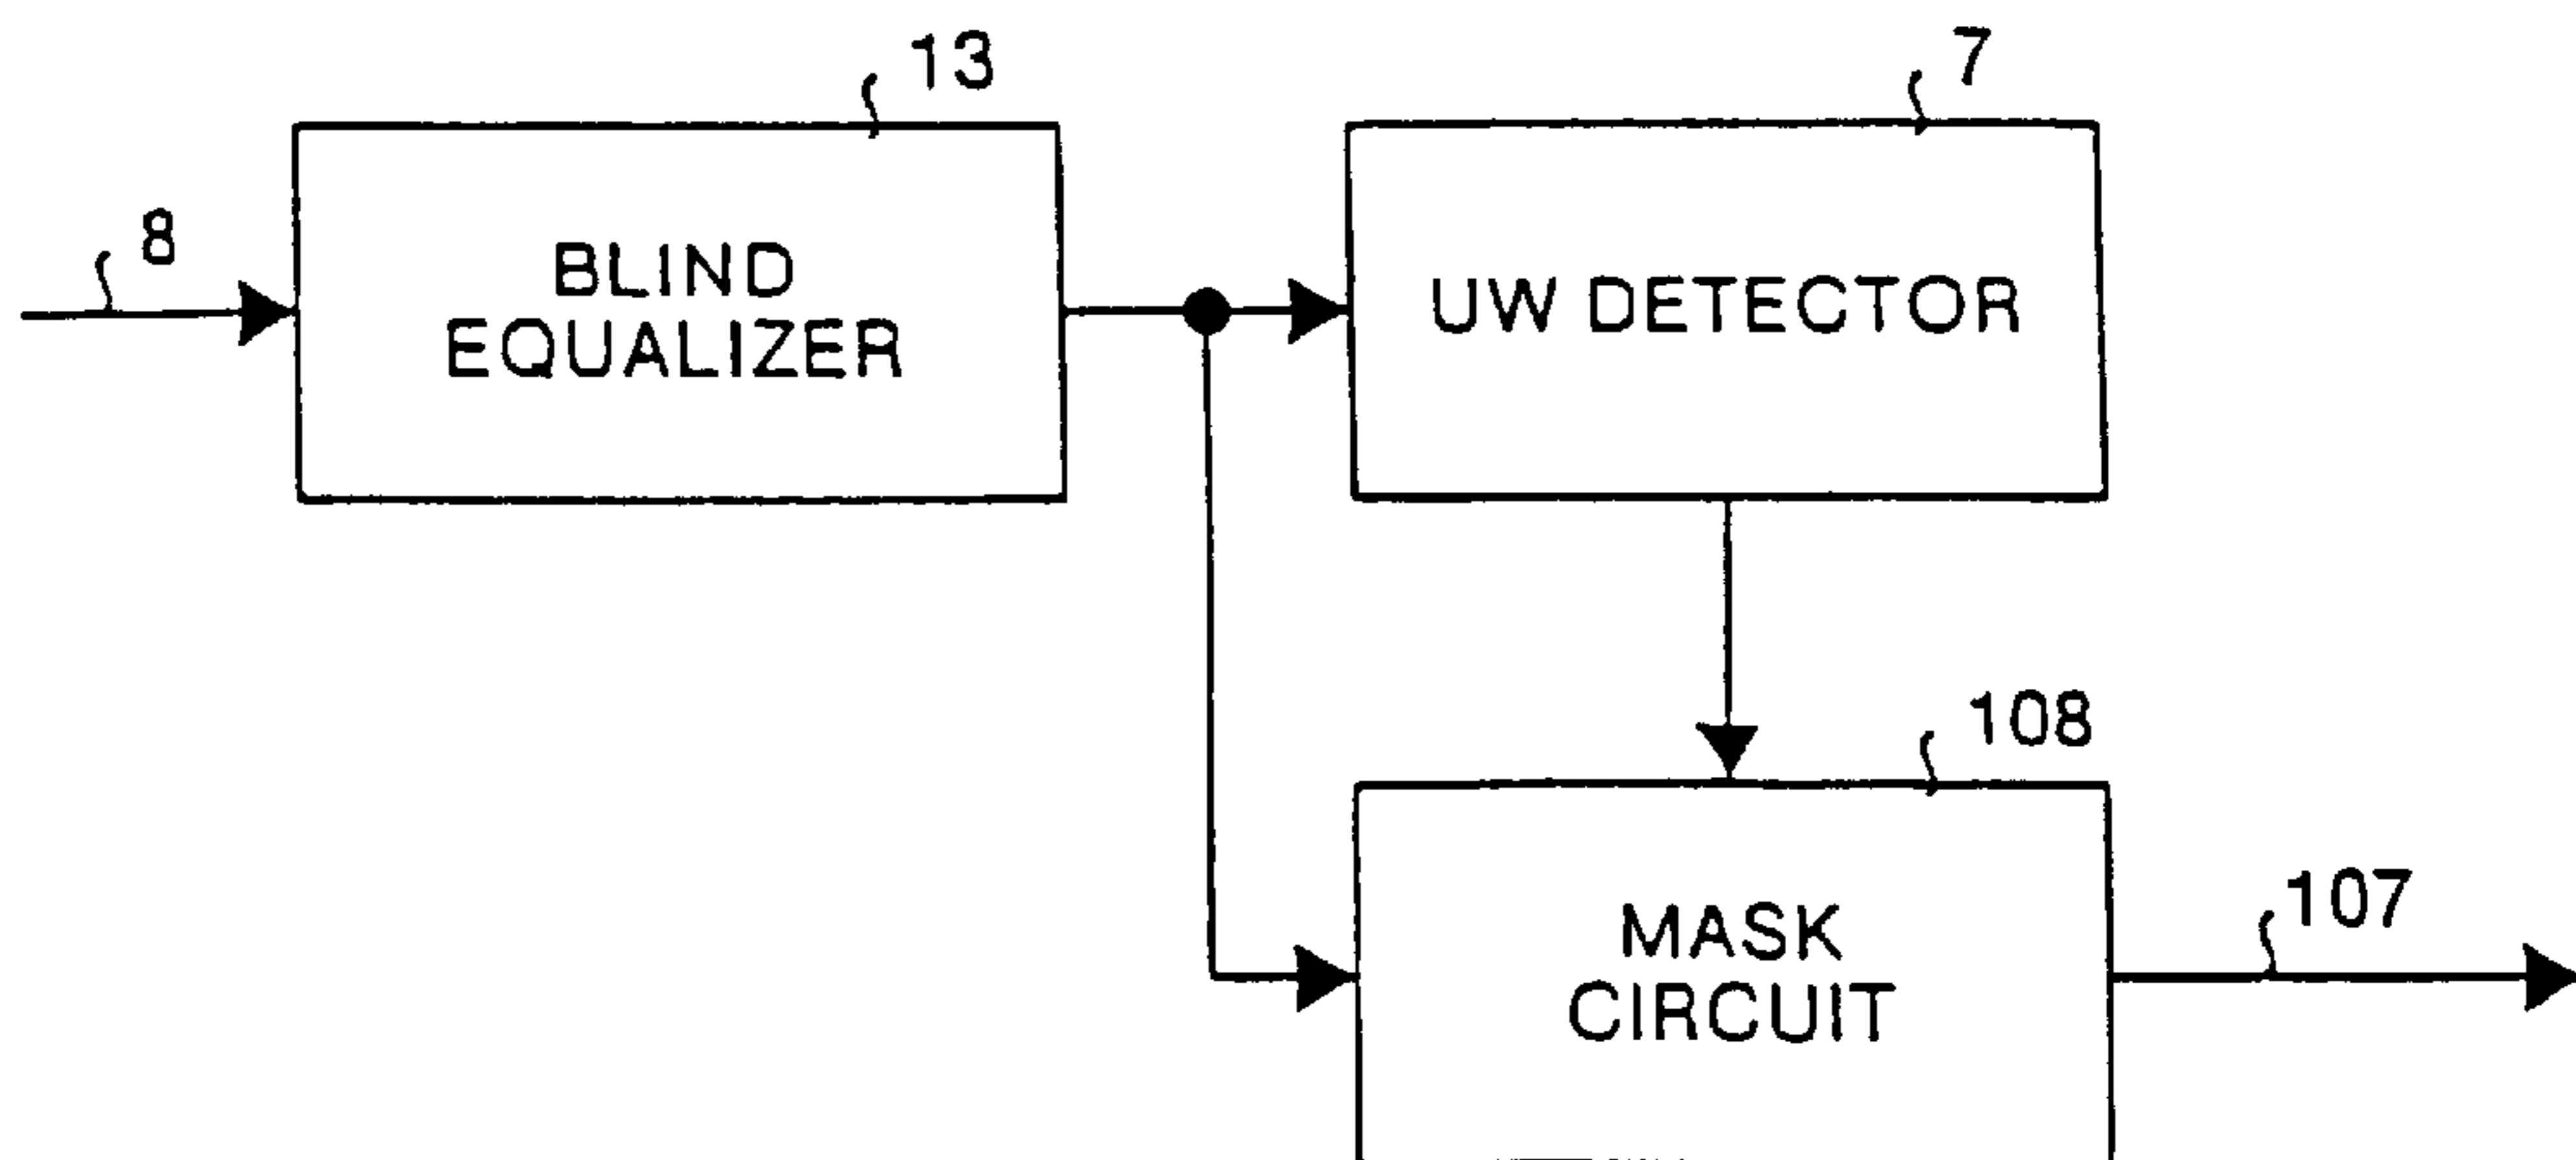 13
7
8
BLIND
EQUALIZER
UW DETECTOR
108
107
MASK
CIRCUIT